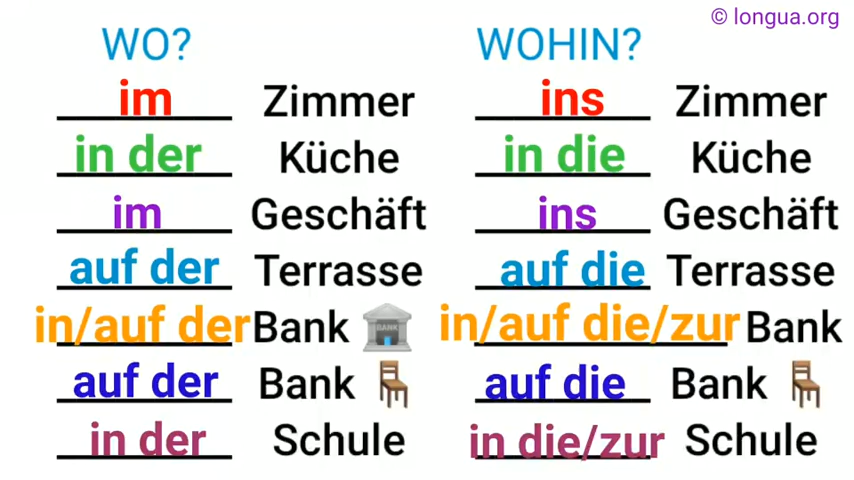 © longua.org
WO? WOHIN?
im Zimmer ins Zimmer
in der Küche in die Küche
im Geschäft ins Geschäft
auf der Terrasse auf die Terrasse
in/auf der Bank BANK in/auf die/zur Bank
auf der Bank auf die Bank
in der Schule in die/zur Schule